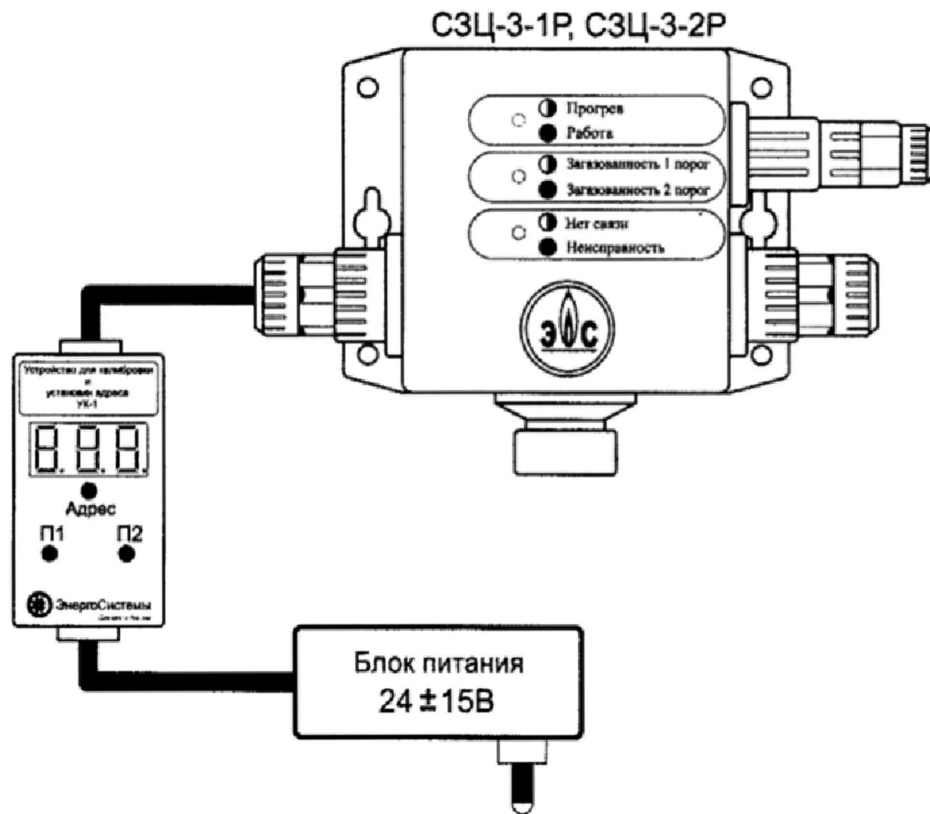 СЗЦ-3-1Р, СЗЦ-3-2Р
Прогрев
Работа
Загазованность 1 порог
Загазованность 2 порог
Нет связи
Неисправность
ЭС
Устройство для калибровки
и
установки адреса
УК-1
8.8.8.
Адрес
П1 П2
ЭнергоСистемы
Блок питания
24 ± 15В